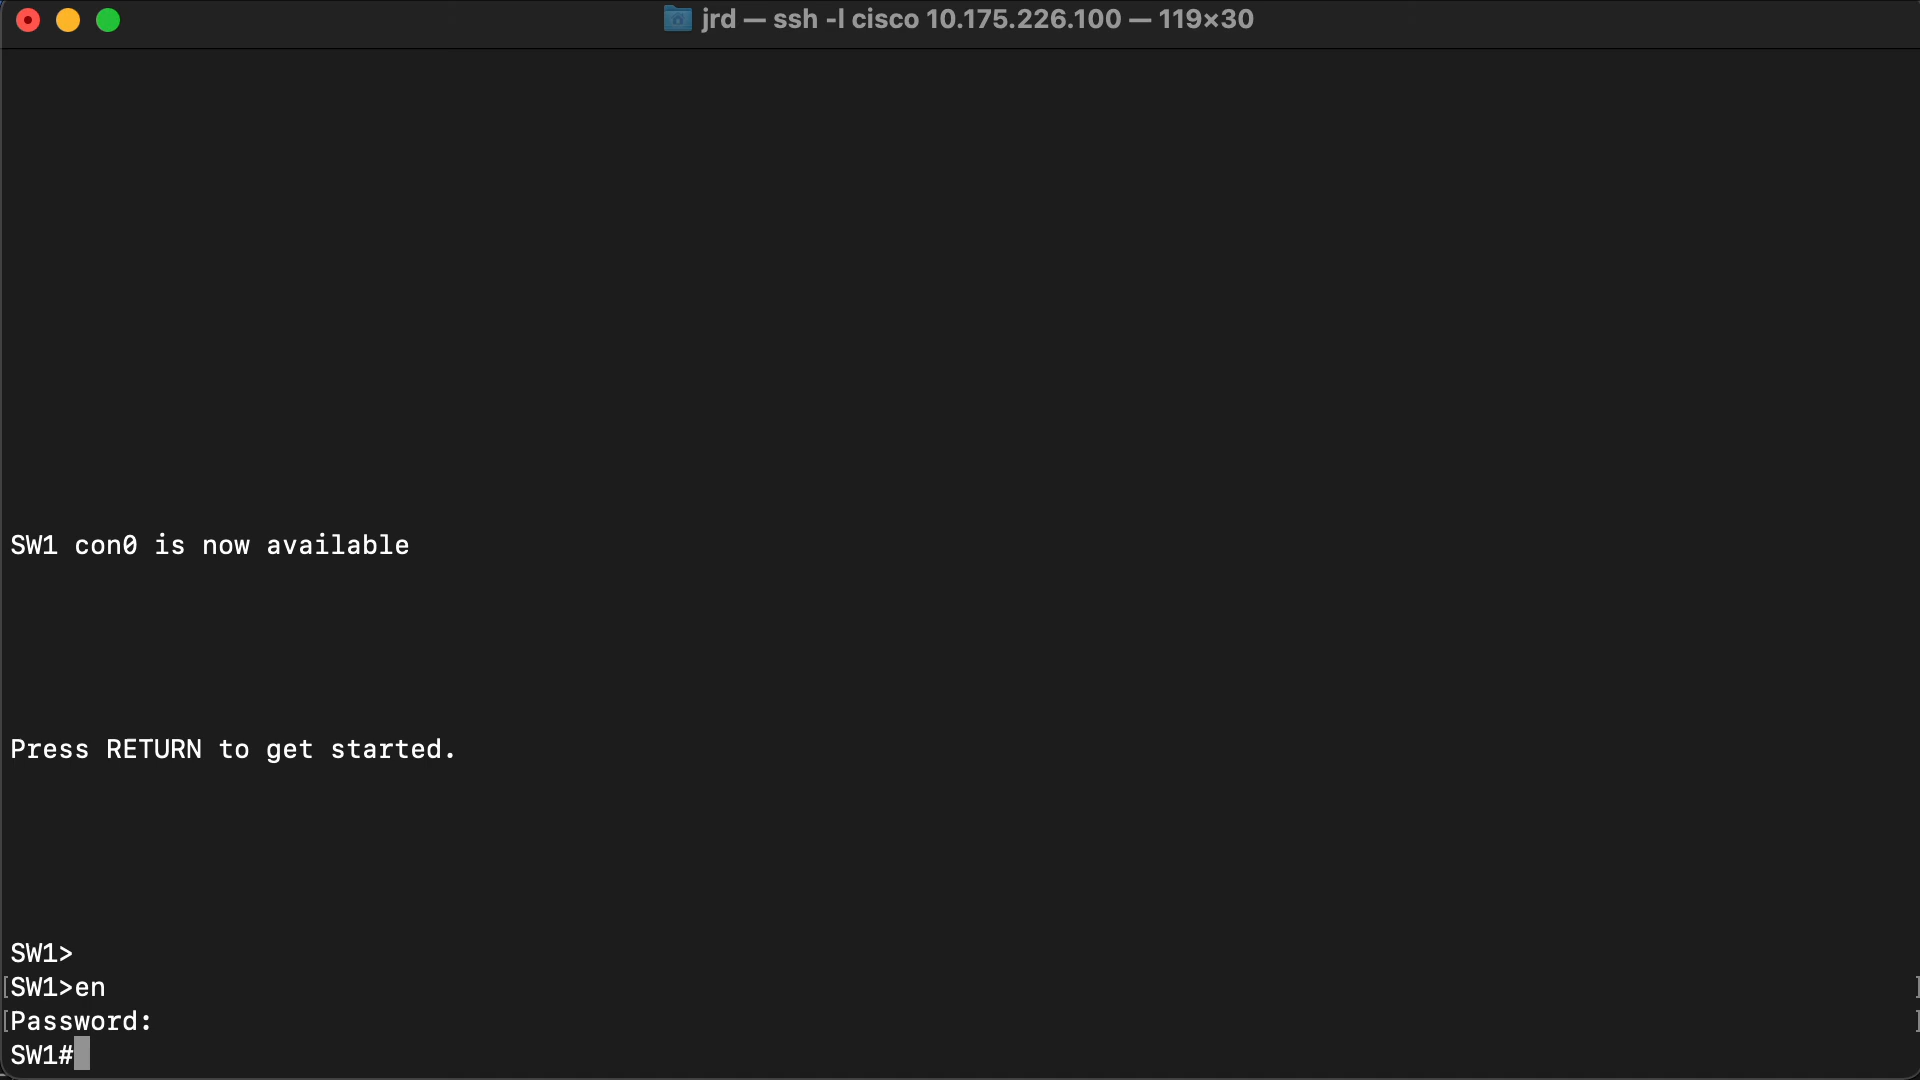 jrd — ssh -l cisco 10.175.226.100 — 119×30
SW1 con0 is now available
Press RETURN to get started.
SW1>
[SW1>en ]
[Password: ]
SW1#